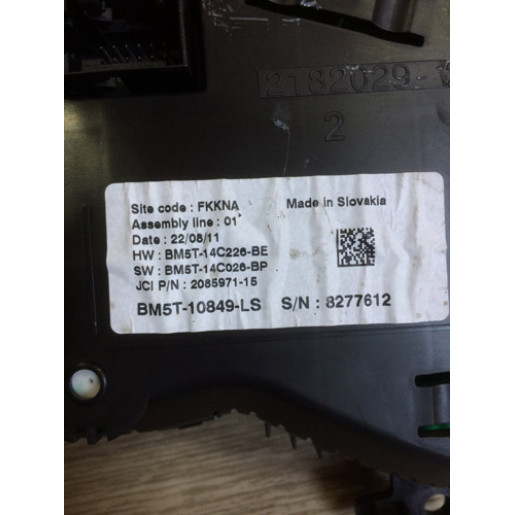 2182029-
2
Site code : FKKNA Made in Slovakia
Assembly line : 01
Date : 22/08/11
HW : BM5T-14C226-BE
SW : BM5T-14C026-BP
JCI P/N : 2085971-15
BM5T-10849-LS S/N : 8277612